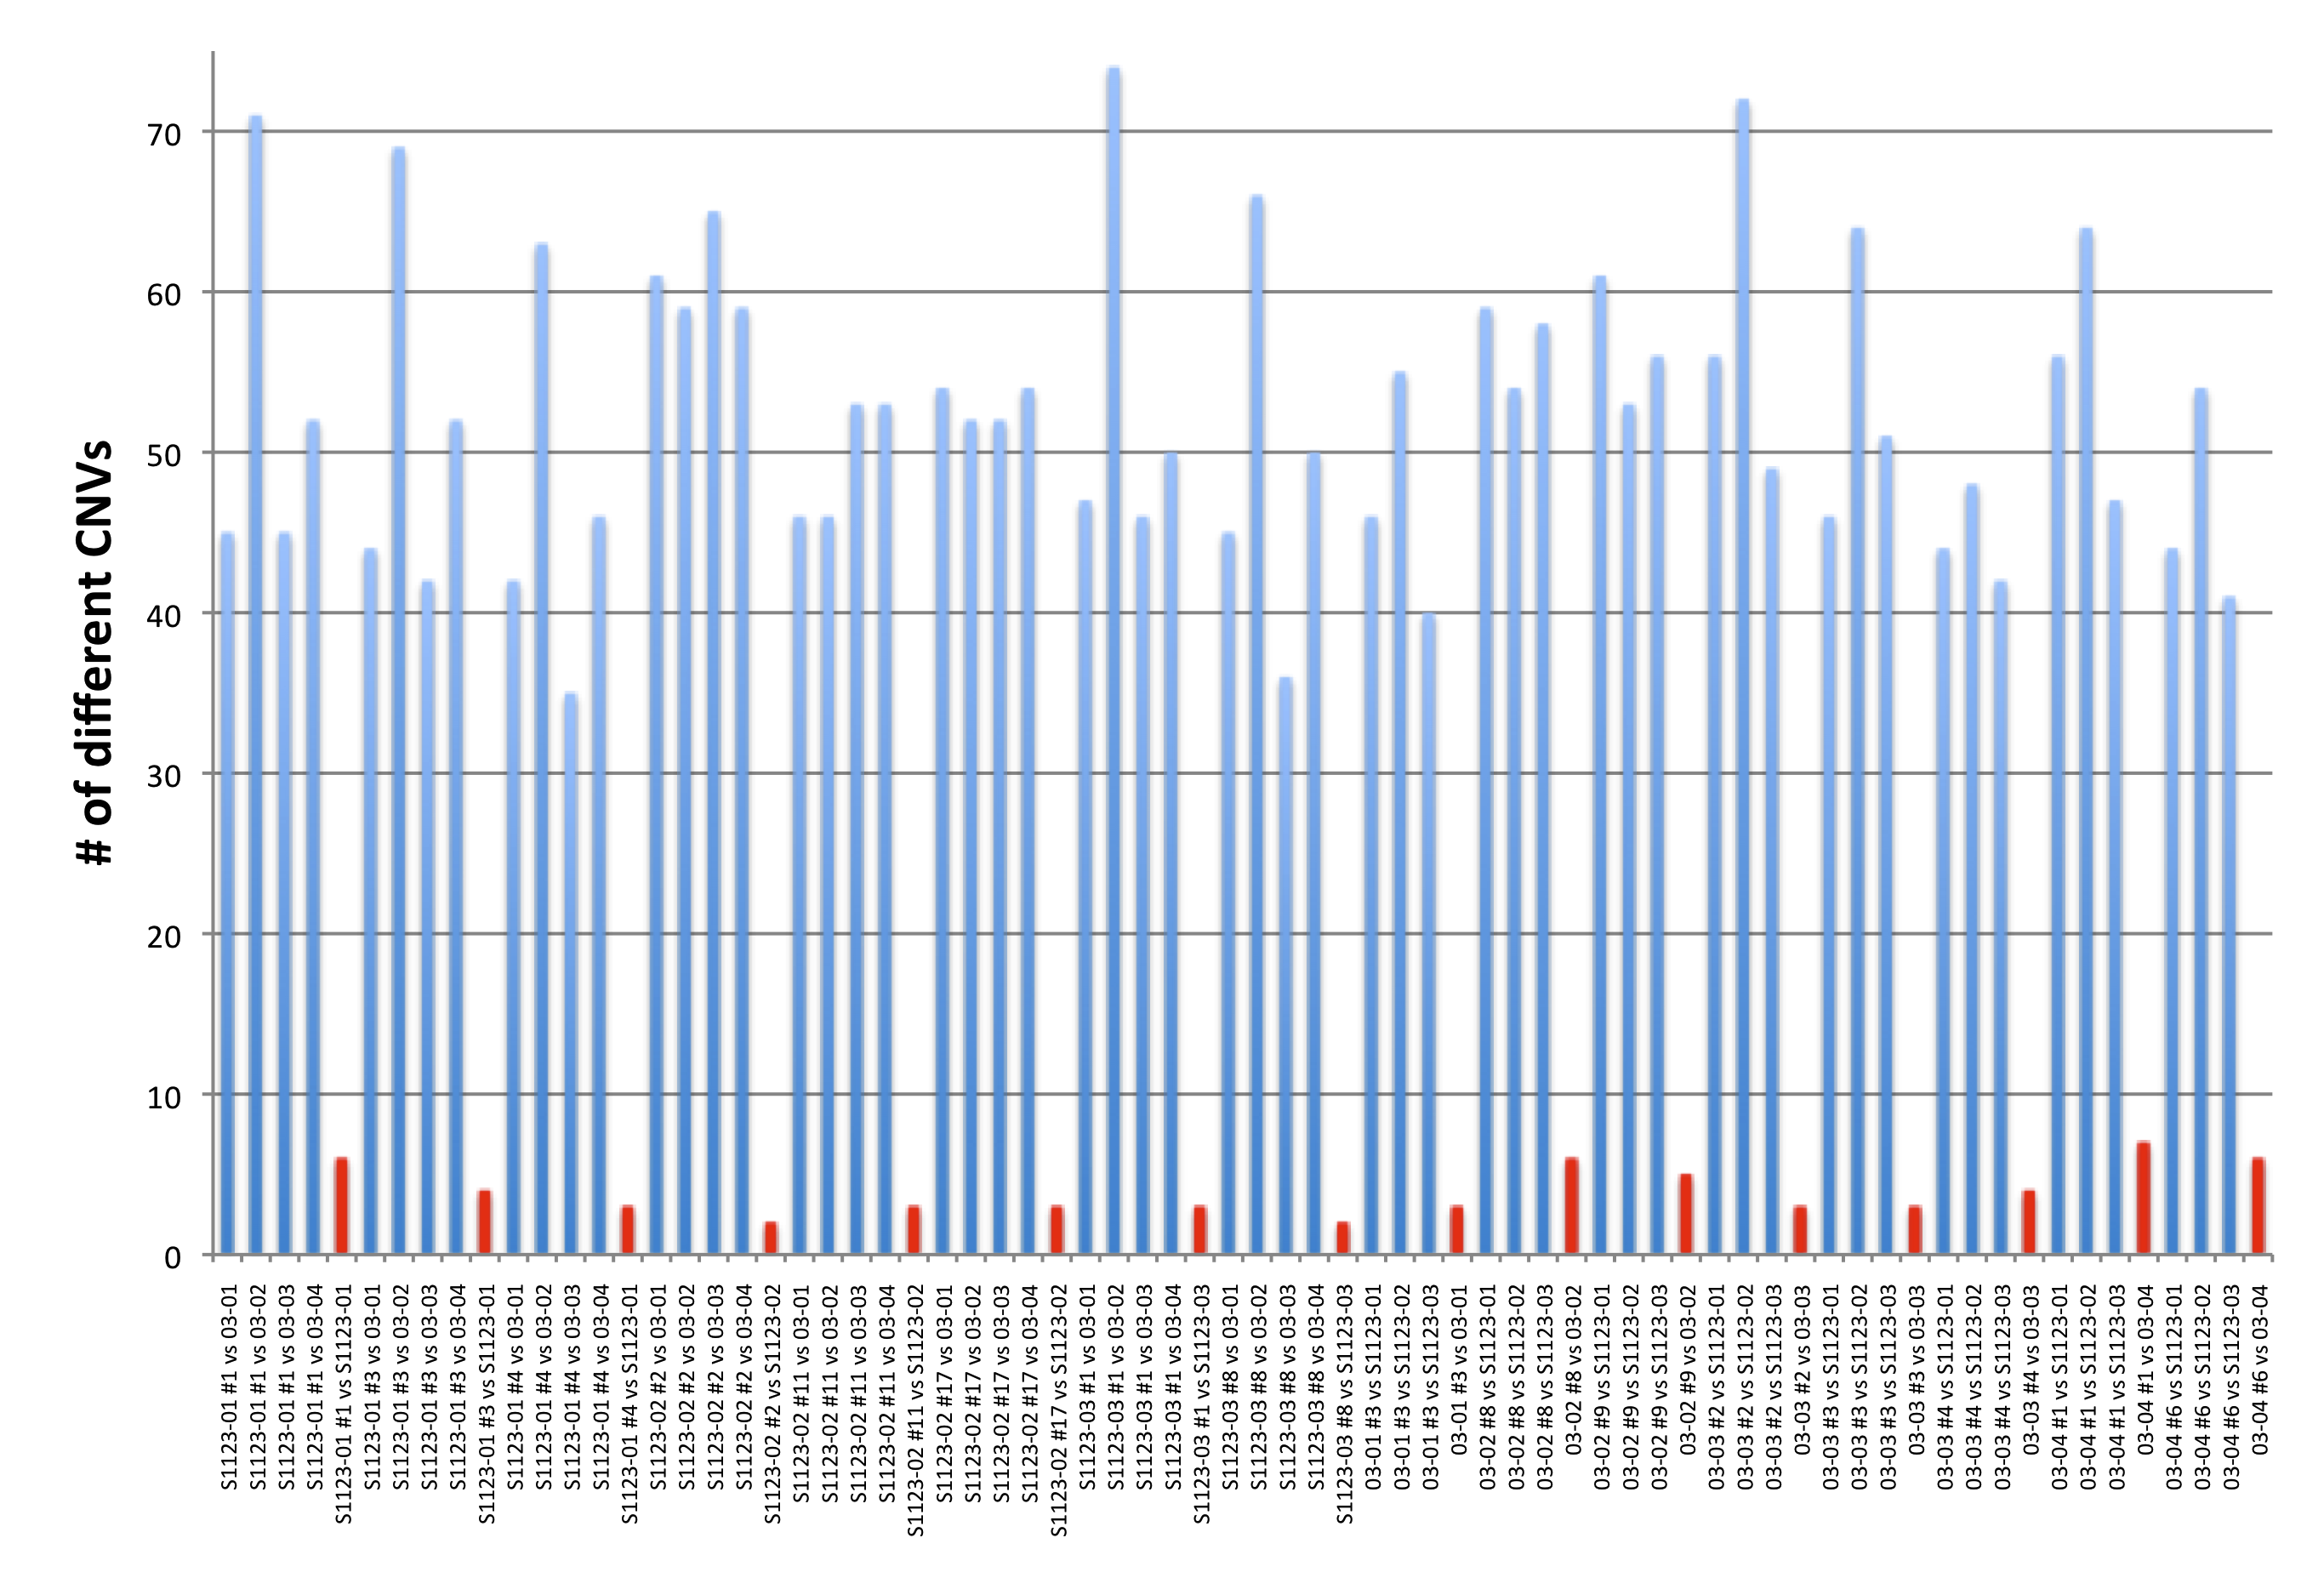 # of different CNVs
70
60
50
40
30
20
10
0
S1123-01 #1 vs 03-01
S1123-01 #1 vs 03-02
S1123-01 #1 vs 03-03
S1123-01 #1 vs 03-04
S1123-01 #1 vs S1123-01
S1123-01 #3 vs 03-01
S1123-01 #3 vs 03-02
S1123-01 #3 vs 03-03
S1123-01 #3 vs 03-04
S1123-01 #3 vs S1123-01
S1123-01 #4 vs 03-01
S1123-01 #4 vs 03-02
S1123-01 #4 vs 03-03
S1123-01 #4 vs 03-04
S1123-01 #4 vs S1123-01
S1123-02 #2 vs 03-01
S1123-02 #2 vs 03-02
S1123-02 #2 vs 03-03
S1123-02 #2 vs 03-04
S1123-02 #2 vs S1123-02
S1123-02 #11 vs 03-01
S1123-02 #11 vs 03-02
S1123-02 #11 vs 03-03
S1123-02 #11 vs 03-04
S1123-02 #11 vs S1123-02
S1123-02 #17 vs 03-01
S1123-02 #17 vs 03-02
S1123-02 #17 vs 03-03
S1123-02 #17 vs 03-04
S1123-02 #17 vs S1123-02
S1123-03 #1 vs 03-01
S1123-03 #1 vs 03-02
S1123-03 #1 vs 03-03
S1123-03 #1 vs 03-04
S1123-03 #1 vs S1123-03
S1123-03 #8 vs 03-01
S1123-03 #8 vs 03-02
S1123-03 #8 vs 03-03
S1123-03 #8 vs 03-04
S1123-03 #8 vs S1123-03
03-01 #3 vs S1123-01
03-01 #3 vs S1123-02
03-01 #3 vs S1123-03
03-01 #3 vs 03-01
03-02 #8 vs S1123-01
03-02 #8 vs S1123-02
03-02 #8 vs S1123-03
03-02 #8 vs 03-02
03-02 #9 vs S1123-01
03-02 #9 vs S1123-02
03-02 #9 vs S1123-03
03-02 #9 vs 03-02
03-03 #2 vs S1123-01
03-03 #2 vs S1123-02
03-03 #2 vs S1123-03
03-03 #2 vs 03-03
03-03 #3 vs S1123-01
03-03 #3 vs S1123-02
03-03 #3 vs S1123-03
03-03 #3 vs 03-03
03-03 #4 vs S1123-01
03-03 #4 vs S1123-02
03-03 #4 vs S1123-03
03-03 #4 vs 03-03
03-04 #1 vs S1123-01
03-04 #1 vs S1123-02
03-04 #1 vs S1123-03
03-04 #1 vs 03-04
03-04 #6 vs S1123-01
03-04 #6 vs S1123-02
03-04 #6 vs S1123-03
03-04 #6 vs 03-04